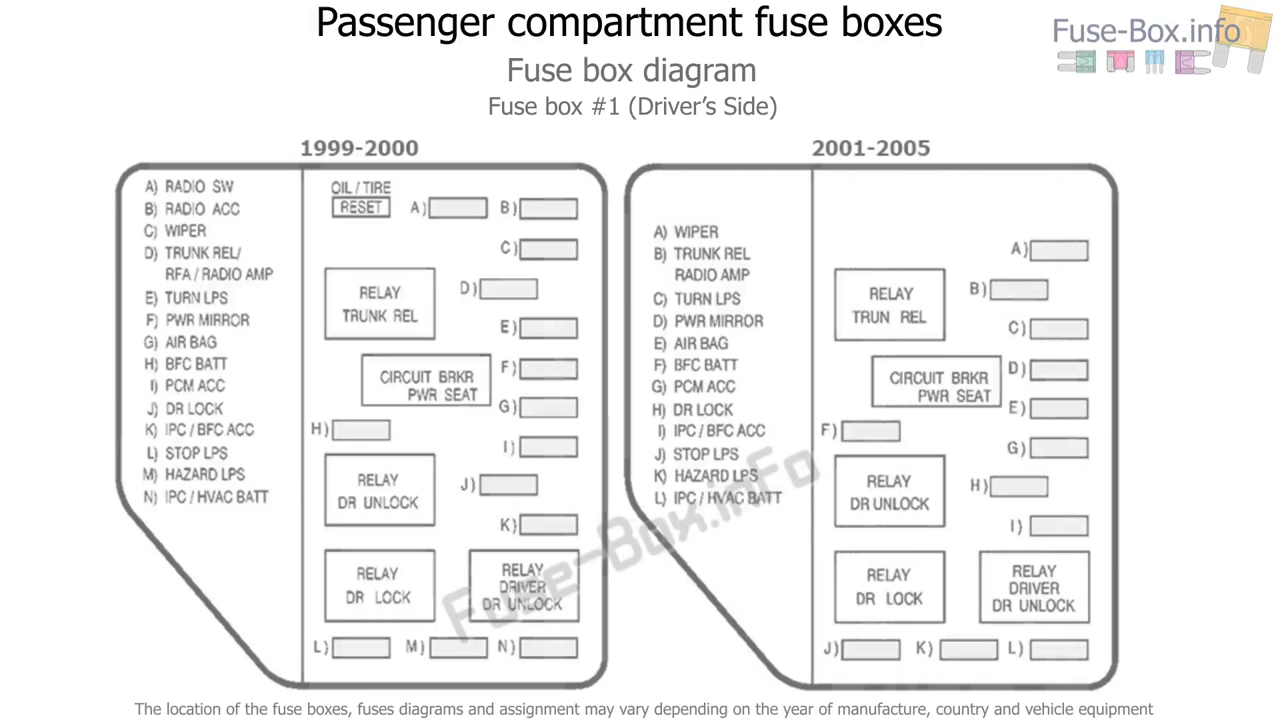 Passenger compartment fuse boxes
Fuse-Box.info
Fuse box diagram
Fuse box #1 (Driver's Side)
1999-2000
A) RADIO SW
B) RADIO ACC
C) WIPER
D) TRUNK REL/
RFA / RADIO AMP
E) TURN LPS
F) PWR MIRROR
G) AIR BAG
H) BFC BATT
I) PCM ACC
J) DR LOCK
K) IPC / BFC ACC
L) STOP LPS
M) HAZARD LPS
N) IPC / HVAC BATT
OIL / TIRE
RESET
A)
B)
C)
RELAY
TRUNK REL
D)
E)
CIRCUIT BRKR
PWR SEAT
F)
G)
H)
I)
RELAY
DR UNLOCK
J)
K)
RELAY
DR LOCK
RELAY
DRIVER
DR UNLOCK
L)
M)
N)
2001-2005
A) WIPER
B) TRUNK REL
RADIO AMP
C) TURN LPS
D) PWR MIRROR
E) AIR BAG
F) BFC BATT
G) PCM ACC
H) DR LOCK
I) IPC / BFC ACC
J) STOP LPS
K) HAZARD LPS
L) IPC / HVAC BATT
A)
RELAY
TRUN REL
B)
C)
CIRCUIT BRKR
PWR SEAT
D)
E)
F)
G)
RELAY
DR UNLOCK
H)
I)
RELAY
DR LOCK
RELAY
DRIVER
DR UNLOCK
J)
K)
L)
Fuse-Box.inFo
The location of the fuse boxes, fuses diagrams and assignment may vary depending on the year of manufacture, country and vehicle equipment